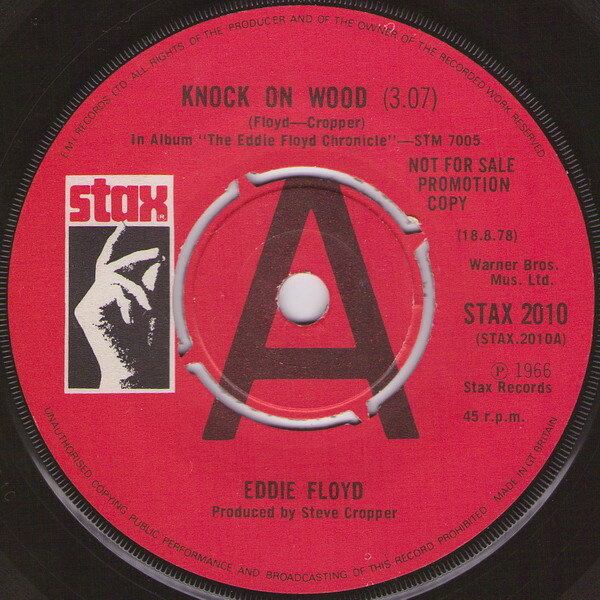 E.M.I. RECORDS LTD. ALL RIGHTS OF THE PRODUCER AND OF THE OWNER OF THE RECORDED WORK RESERVED.
KNOCK ON WOOD (3.07)
(Floyd—Cropper)
in Album "The Eddie Floyd Chronicle"—STM 7005
NOT FOR SALE
PROMOTION
COPY
stax
®
(18.8.78)
Warner Bros.
Mus. Ltd.
STAX 2010
(STAX.2010A)
Ⓟ 1966
Stax Records
45 r.p.m.
A
EDDIE FLOYD
Produced by Steve Cropper
UNAUTHORISED COPYING PUBLIC PERFORMANCE AND BROADCASTING OF THIS RECORD PROHIBITED. MADE IN GT. BRITAIN